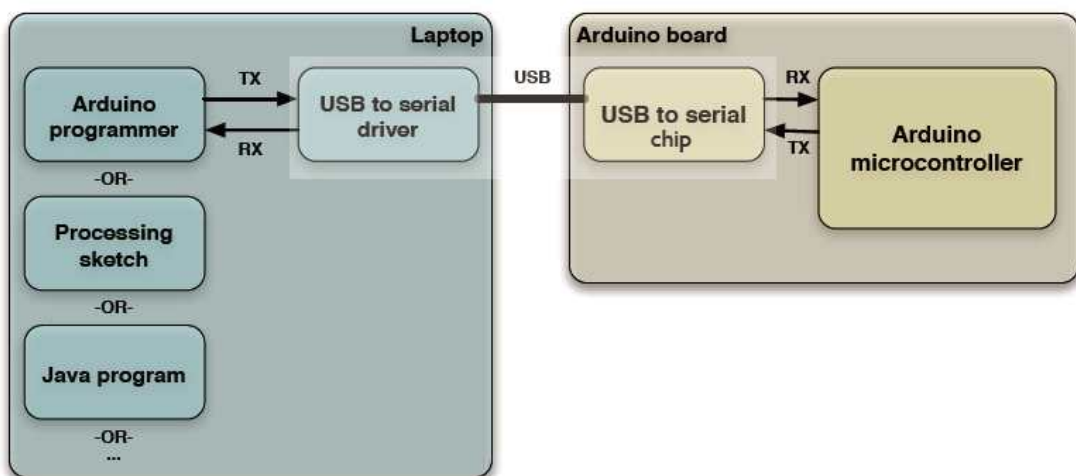 Laptop
Arduino
programmer
TX
RX
USB to serial
driver
-OR-
Processing
sketch
-OR-
Java program
-OR-
...
USB
Arduino board
USB to serial
chip
RX
TX
Arduino
microcontroller